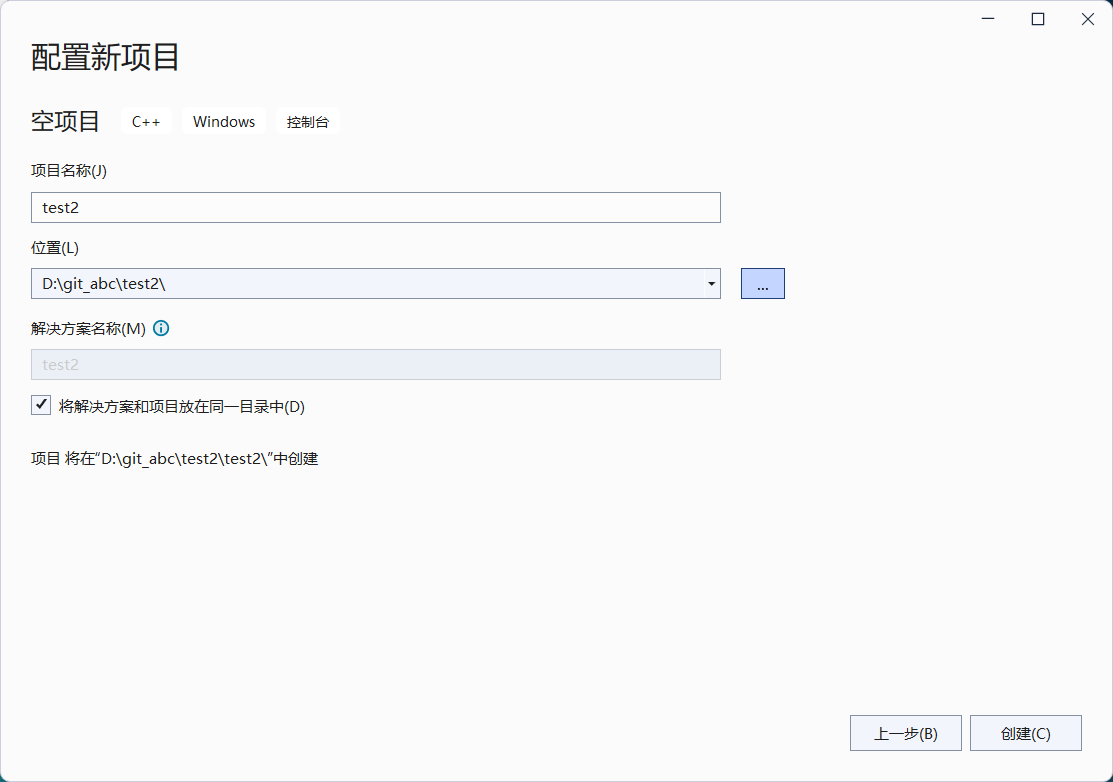 配置新项目
空项目 C++ Windows 控制台
项目名称(J)
test2
位置(L)
D:\git_abc\test2\ ...
解决方案名称(M)
test2
将解决方案和项目放在同一目录中(D)
项目 将在“D:\git_abc\test2\test2\”中创建
上一步(B) 创建(C)